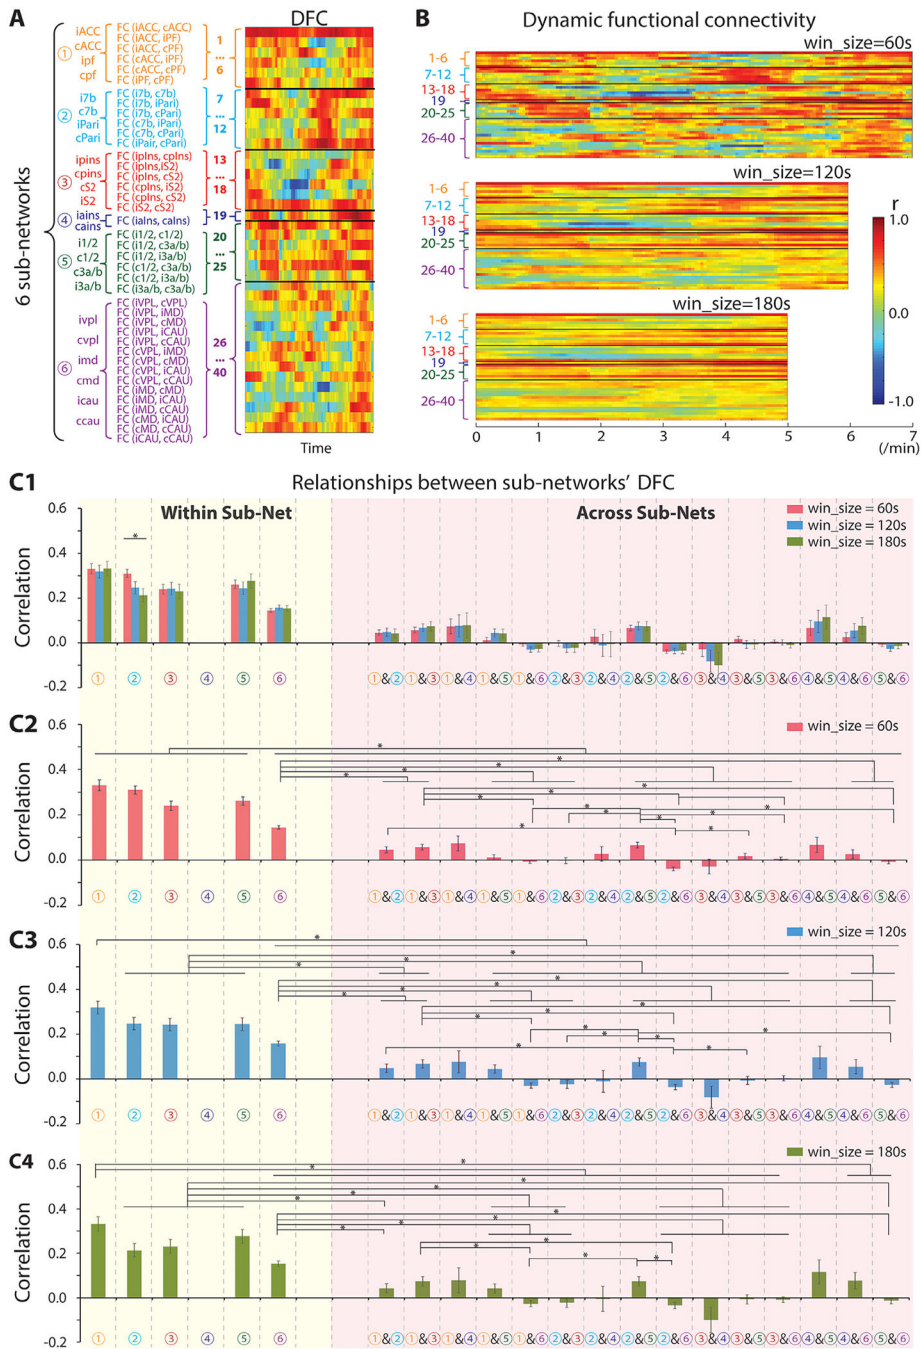 A
DFC
6 sub-networks
①
iACC
cACC
ipf
cpf
FC (iACC, cACC)
FC (iACC, iPF)
FC (iACC, cPF)
FC (cACC, iPF)
FC (cACC, cPF)
FC (iPF, cPF)
1
...
6
②
i7b
c7b
iPari
cPari
FC (i7b, c7b)
FC (i7b, iPari)
FC (i7b, cPari)
FC (c7b, iPari)
FC (c7b, cPari)
FC (iPair, cPari)
7
...
12
③
ipins
cpins
cS2
iS2
FC (ipIns, cpIns)
FC (ipIns,iS2)
FC (ipIns, cS2)
FC (cpIns, iS2)
FC (cpIns, cS2)
FC (iS2, cS2)
13
...
18
④
iains
cains
FC (iaIns, caIns)
19
⑤
i1/2
c1/2
c3a/b
i3a/b
FC (i1/2, c1/2)
FC (i1/2, c3a/b)
FC (i1/2, i3a/b)
FC (c1/2, c3a/b)
FC (c1/2, i3a/b)
FC (i3a/b, c3a/b)
20
...
25
⑥
ivpl
cvpl
imd
cmd
icau
ccau
FC (iVPL, cVPL)
FC (iVPL, iMD)
FC (iVPL, cMD)
FC (iVPL, iCAU)
FC (iVPL, cCAU)
FC (cVPL, iMD)
FC (cVPL, cMD)
FC (cVPL, iCAU)
FC (cVPL, cCAU)
FC (iMD, cMD)
FC (iMD, iCAU)
FC (iMD, cCAU)
FC (cMD, iCAU)
FC (cMD, cCAU)
FC (iCAU, cCAU)
26
...
40
Time
B
Dynamic functional connectivity
win_size=60s
1-6
7-12
13-18
19
20-25
26-40
win_size=120s
1-6
7-12
13-18
19
20-25
26-40
win_size=180s
1-6
7-12
13-18
19
20-25
26-40
0 1 2 3 4 5 6 7
(/min)
r
1.0
0.0
-1.0
C1
Relationships between sub-networks' DFC
Within Sub-Net
Across Sub-Nets
win_size = 60s
win_size = 120s
win_size = 180s
Correlation
0.6
0.4
0.2
0.0
-0.2
*
① ② ③ ④ ⑤ ⑥ ①&② ①&③ ①&④ ①&⑤ ①&⑥ ②&③ ②&④ ②&⑤ ②&⑥ ③&④ ③&⑤ ③&⑥ ④&⑤ ④&⑥ ⑤&⑥
C2
win_size = 60s
Correlation
0.6
0.4
0.2
0.0
-0.2
* * * * * * * * * * * * * *
① ② ③ ④ ⑤ ⑥ ①&② ①&③ ①&④ ①&⑤ ①&⑥ ②&③ ②&④ ②&⑤ ②&⑥ ③&④ ③&⑤ ③&⑥ ④&⑤ ④&⑥ ⑤&⑥
C3
win_size = 120s
Correlation
0.6
0.4
0.2
0.0
-0.2
* * * * * * * * * * * * * * * *
① ② ③ ④ ⑤ ⑥ ①&② ①&③ ①&④ ①&⑤ ①&⑥ ②&③ ②&④ ②&⑤ ②&⑥ ③&④ ③&⑤ ③&⑥ ④&⑤ ④&⑥ ⑤&⑥
C4
win_size = 180s
Correlation
0.6
0.4
0.2
0.0
-0.2
* * * * * * * * * * * * * *
① ② ③ ④ ⑤ ⑥ ①&② ①&③ ①&④ ①&⑤ ①&⑥ ②&③ ②&④ ②&⑤ ②&⑥ ③&④ ③&⑤ ③&⑥ ④&⑤ ④&⑥ ⑤&⑥